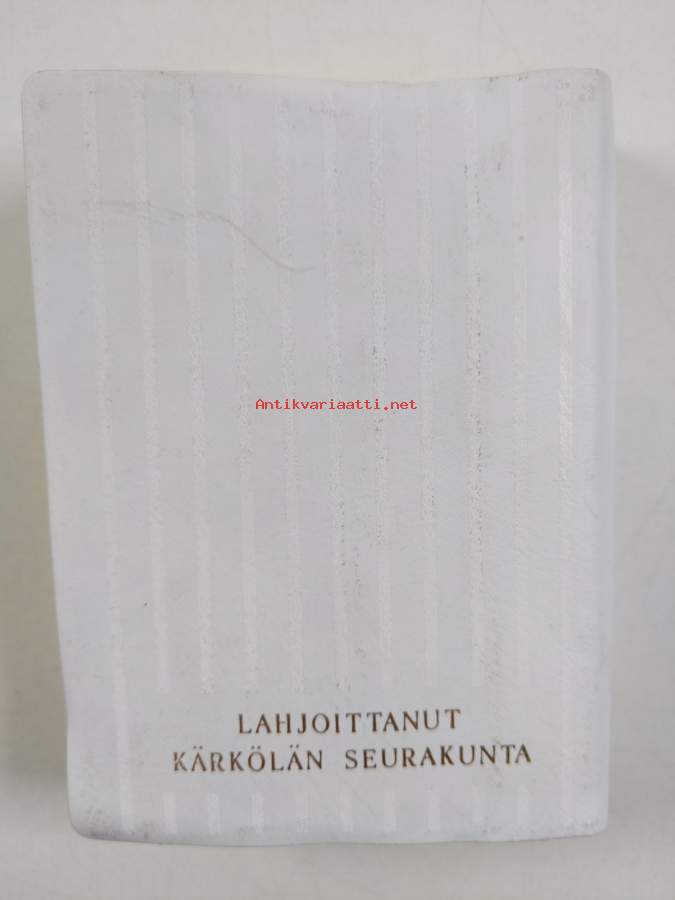 Antikvariaatti.net
LAHJOITTANUT
KÄRKÖLÄN SEURAKUNTA